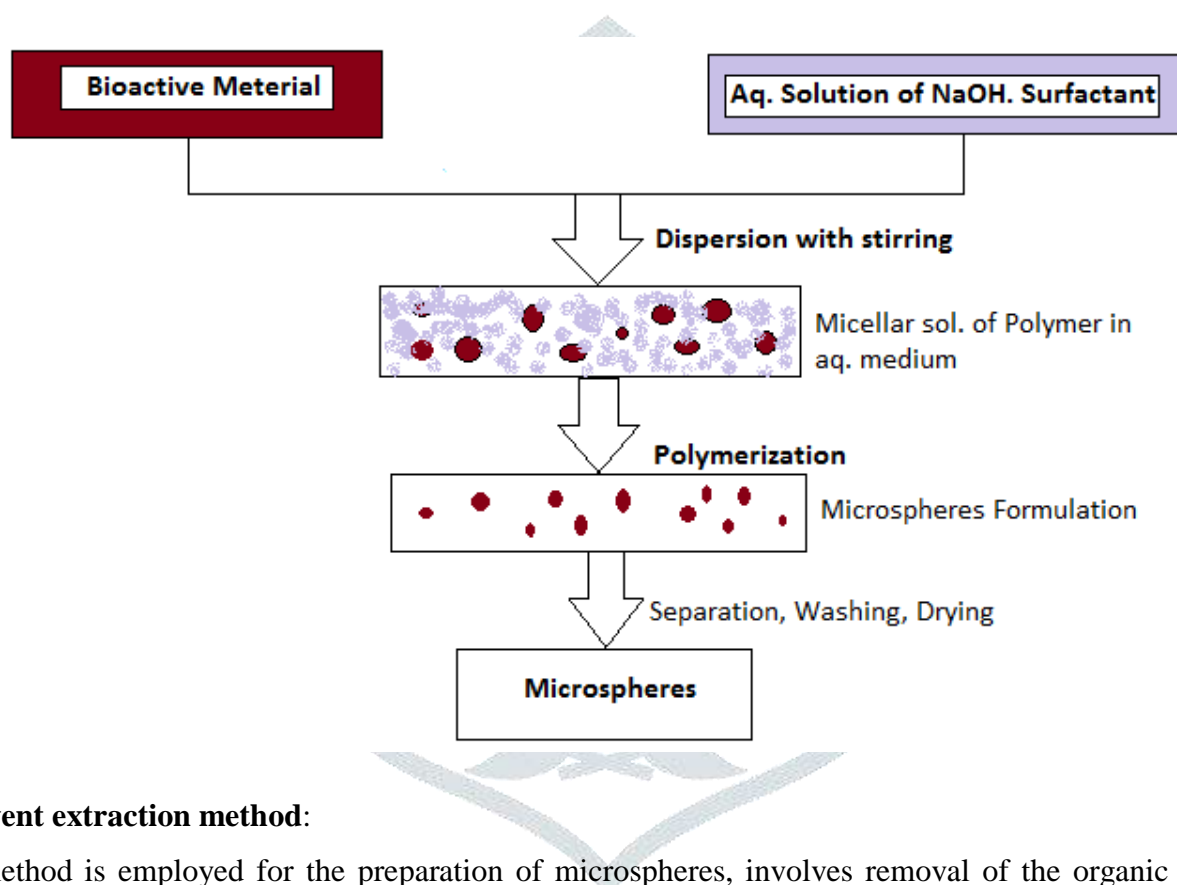 Bioactive Meterial
Aq. Solution of NaOH. Surfactant
Dispersion with stirring
Micellar sol. of Polymer in
aq. medium
Polymerization
Microspheres Formulation
Separation, Washing, Drying
Microspheres
vent extraction method:
ethod is employed for the preparation of microspheres, involves removal of the organic